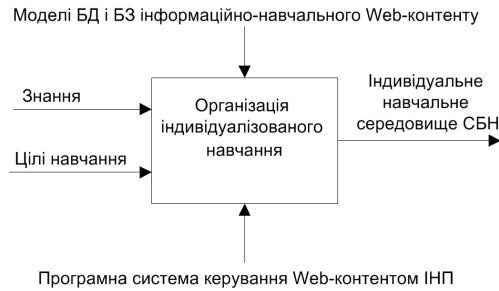 Моделі БД і БЗ інформаційно-навчального Web-контенту
Знання
Цілі навчання
Організація
індивідуалізованого
навчання
Індивідуальне
навчальне
середовище СБН
Програмна система керування Web-контентом ІНП